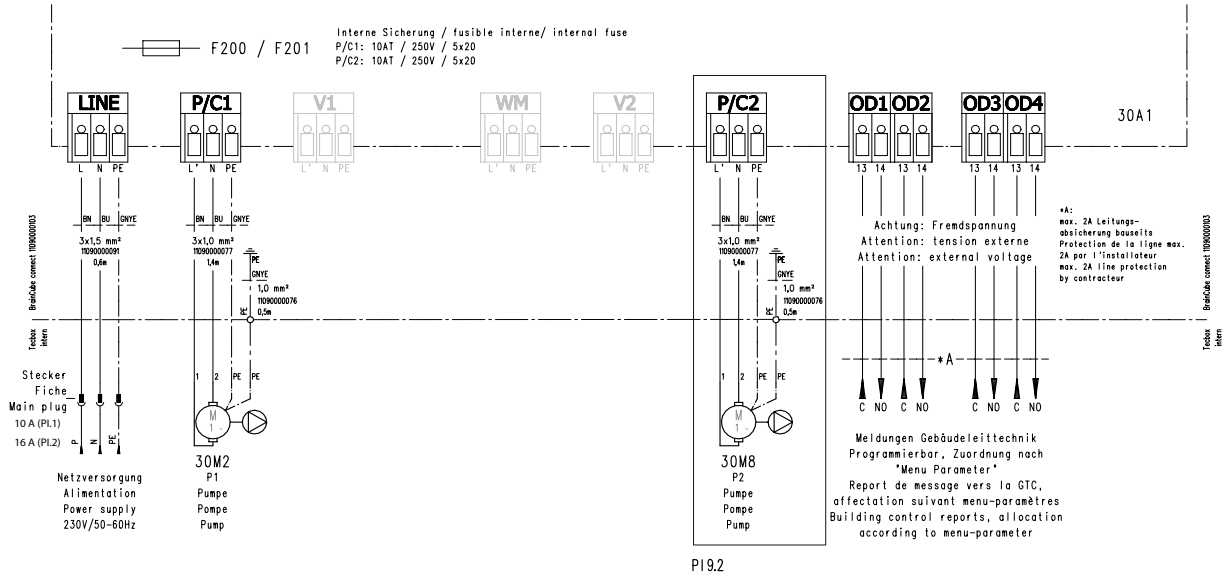 F200 / F201
Interne Sicherung / fusible interne/ internal fuse
P/C1: 10AT / 250V / 5x20
P/C2: 10AT / 250V / 5x20
LINE
P/C1
V1
WM
V2
P/C2
OD1 OD2
OD3 OD4
30A1
L N PE
L' N PE
L' N PE
L' N PE
L' N PE
L' N PE
13 14 13 14
13 14 13 14
BN BU GNYE
3x1,5 mm²
11090000091
0,6m
BN BU GNYE
3x1,0 mm²
11090000077
1,4m
PE
GNYE
1,0 mm²
11090000076
0,5m
PE
BN BU GNYE
3x1,0 mm²
11090000077
1,4m
PE
GNYE
1,0 mm²
11090000076
0,5m
PE
Achtung: Fremdspannung
Attention: tension externe
Attention: external voltage
*A:
max. 2A Leitungs-
absicherung bauseits
Protection de la ligne max.
2A par l'installateur
max. 2A line protection
by contracteur
BrainCube connect 11090000103
Tecbox
intern
BrainCube connect 11090000103
Tecbox
intern
Stecker
Fiche
Main plug
10 A (PI.1)
16 A (PI.2)
P N PE
Netzversorgung
Alimentation
Power supply
230V/50-60Hz
1 2 PE PE
M
1 ~
30M2
P1
Pumpe
Pompe
Pump
1 2 PE PE
M
1 ~
30M8
P2
Pumpe
Pompe
Pump
PI 9.2
*A
C NO C NO C NO C NO
Meldungen Gebäudeleittechnik
Programmierbar, Zuordnung nach
"Menu Parameter"
Report de message vers la GTC,
affectation suivant menu-paramètres
Building control reports, allocation
according to menu-parameter